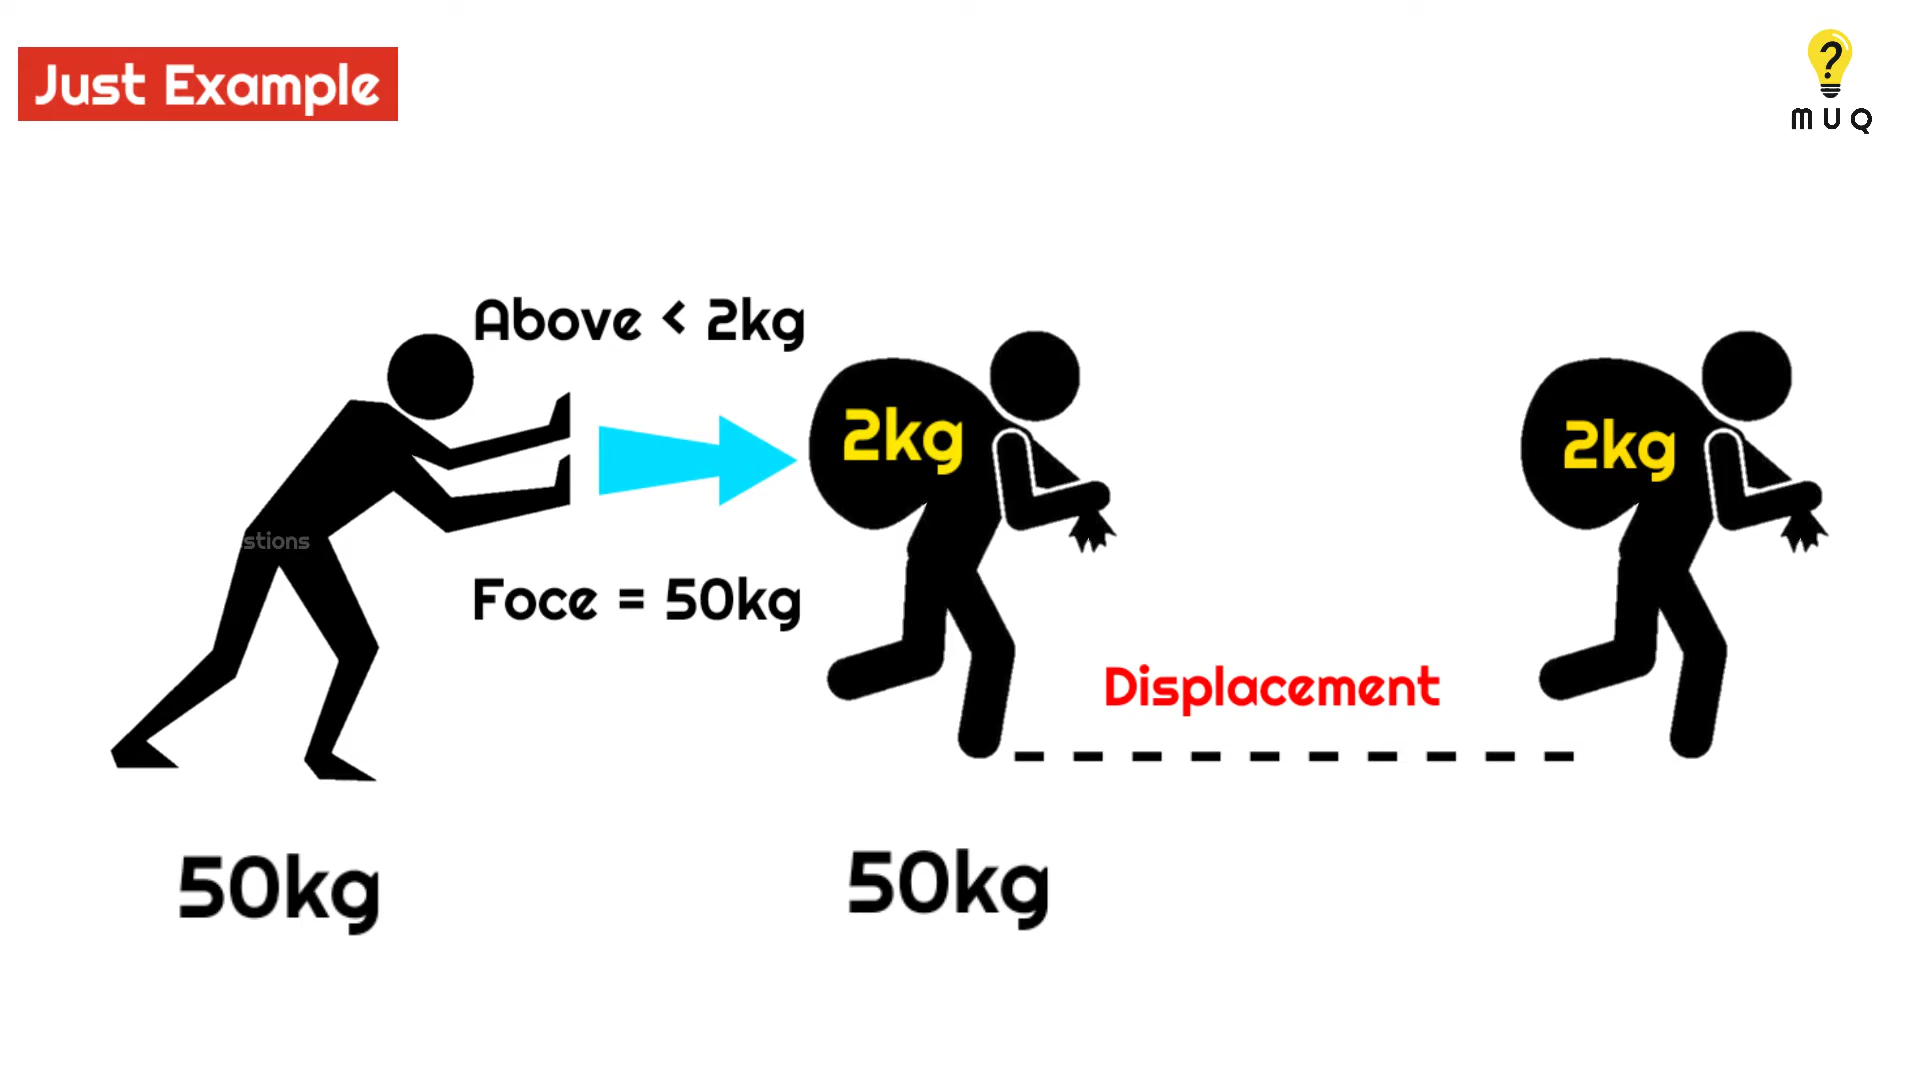 Just Example
?
MUQ
Above < 2kg
2kg
2kg
stions
Foce = 50kg
Displacement
50kg
50kg